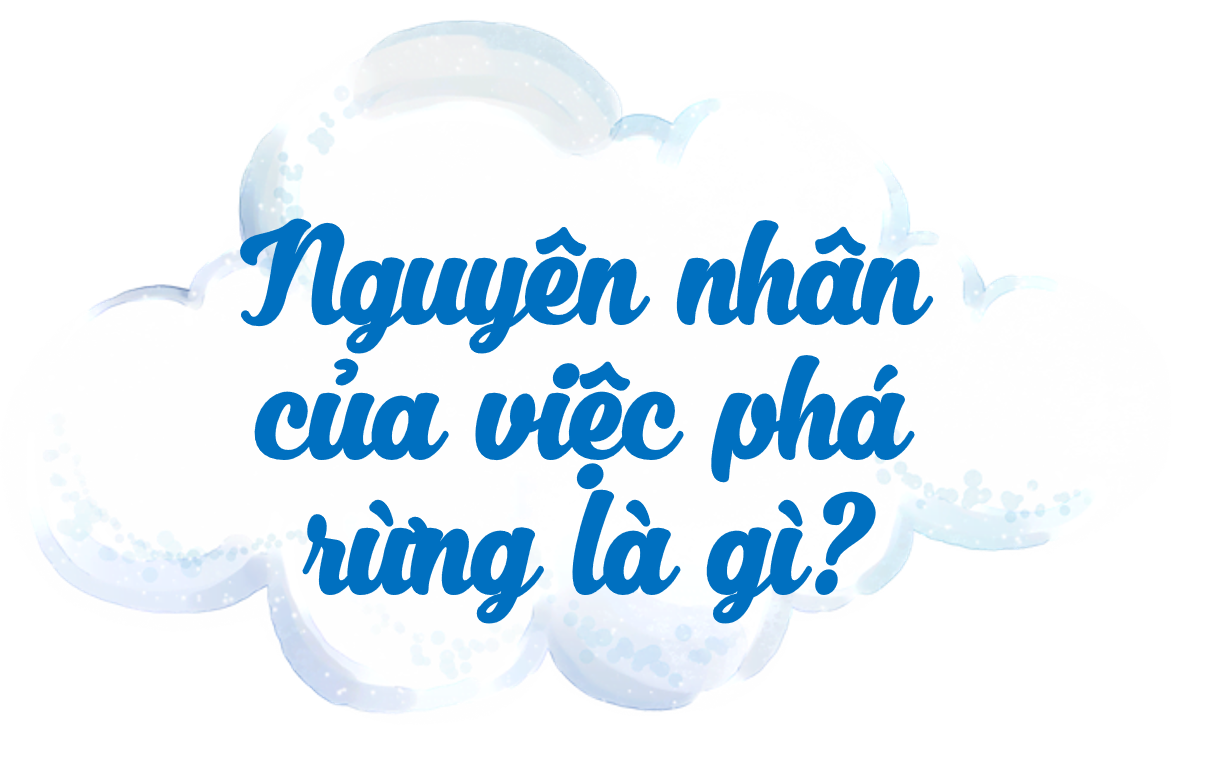 Nguyên nhân
của việc phá
rừng là gì?